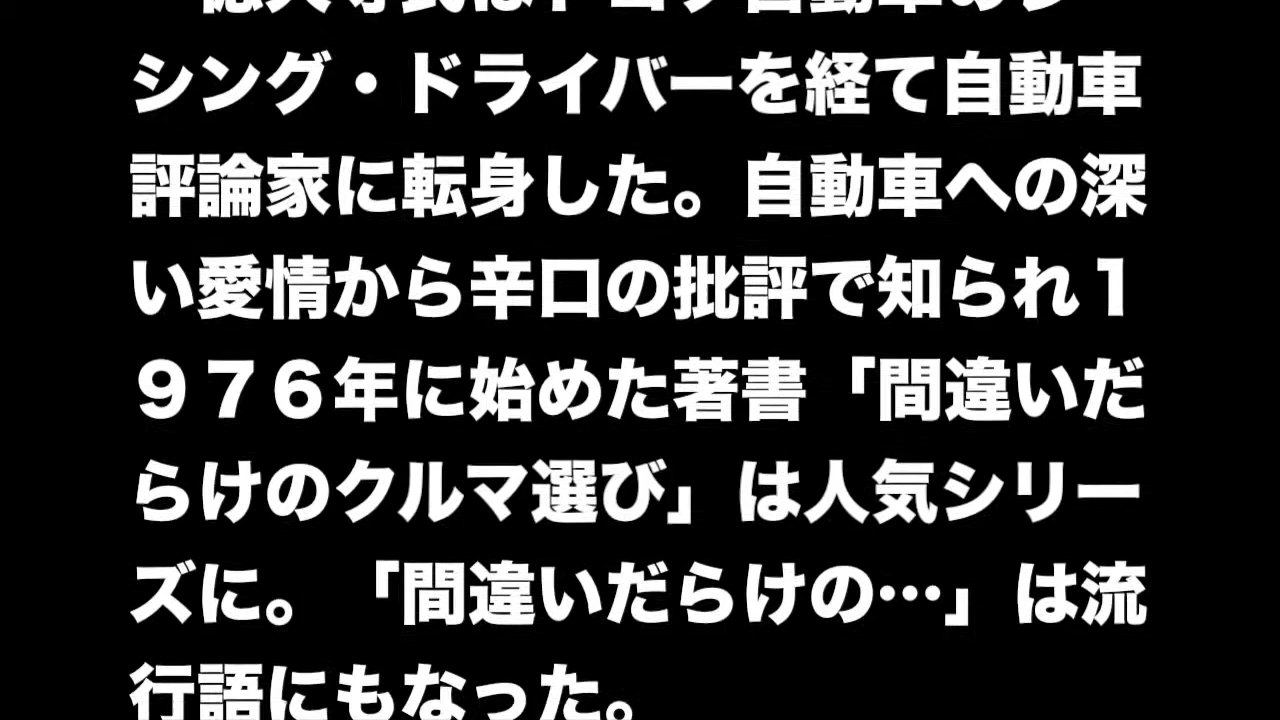 シング・ドライバーを経て自動車
評論家に転身した。自動車への深
い愛情から辛口の批評で知られ１
９７６年に始めた著書「間違いだ
らけのクルマ選び」は人気シリー
ズに。「間違いだらけの…」は流
行語にもなった。